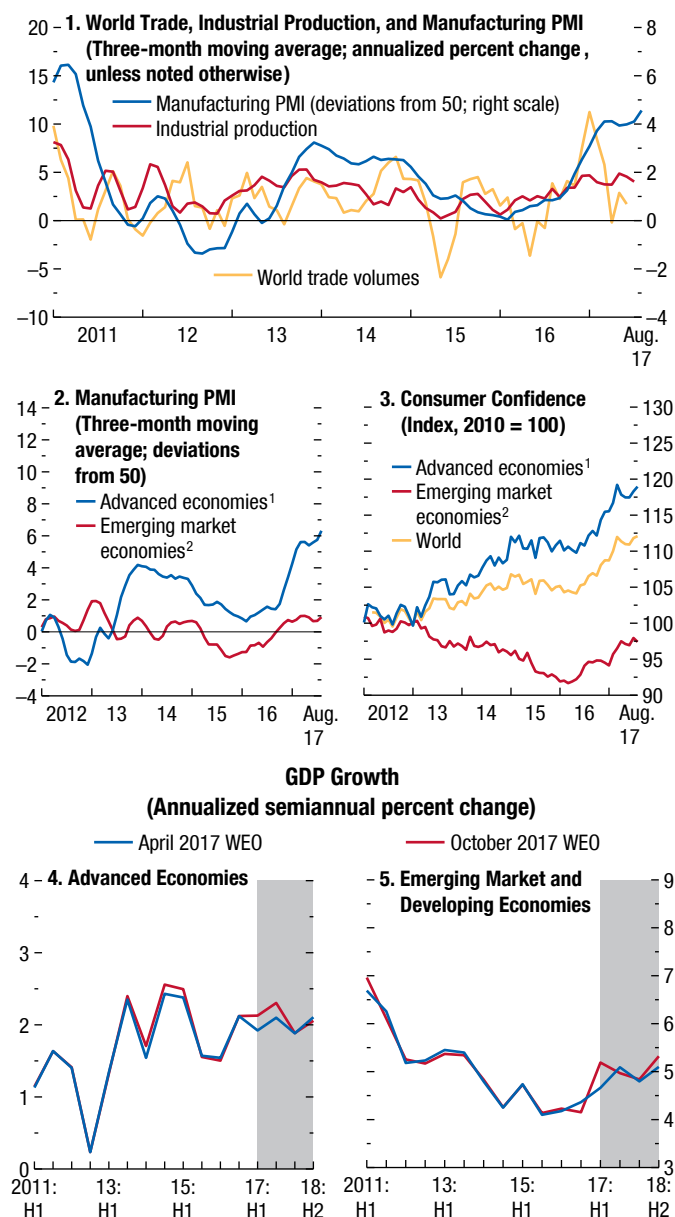 1. World Trade, Industrial Production, and Manufacturing PMI
(Three-month moving average; annualized percent change,
unless noted otherwise)
Manufacturing PMI (deviations from 50; right scale)
Industrial production
World trade volumes
20
15
10
5
0
–5
–10
8
6
4
2
0
–2
–4
2011
12
13
14
15
16
Aug.
17
2. Manufacturing PMI
(Three-month moving
average; deviations
from 50)
Advanced economies¹
Emerging market
economies²
14
12
10
8
6
4
2
0
–2
–4
2012
13
14
15
16
Aug.
17
3. Consumer Confidence
(Index, 2010 = 100)
Advanced economies¹
Emerging market
economies²
World
130
125
120
115
110
105
100
95
90
2012
13
14
15
16
Aug.
17
GDP Growth
(Annualized semiannual percent change)
April 2017 WEO
October 2017 WEO
4. Advanced Economies
4
3
2
1
0
2011:
H1
13:
H1
15:
H1
17:
H1
18:
H2
5. Emerging Market and
Developing Economies
9
8
7
6
5
4
3
2011:
H1
13:
H1
15:
H1
17:
H1
18:
H2